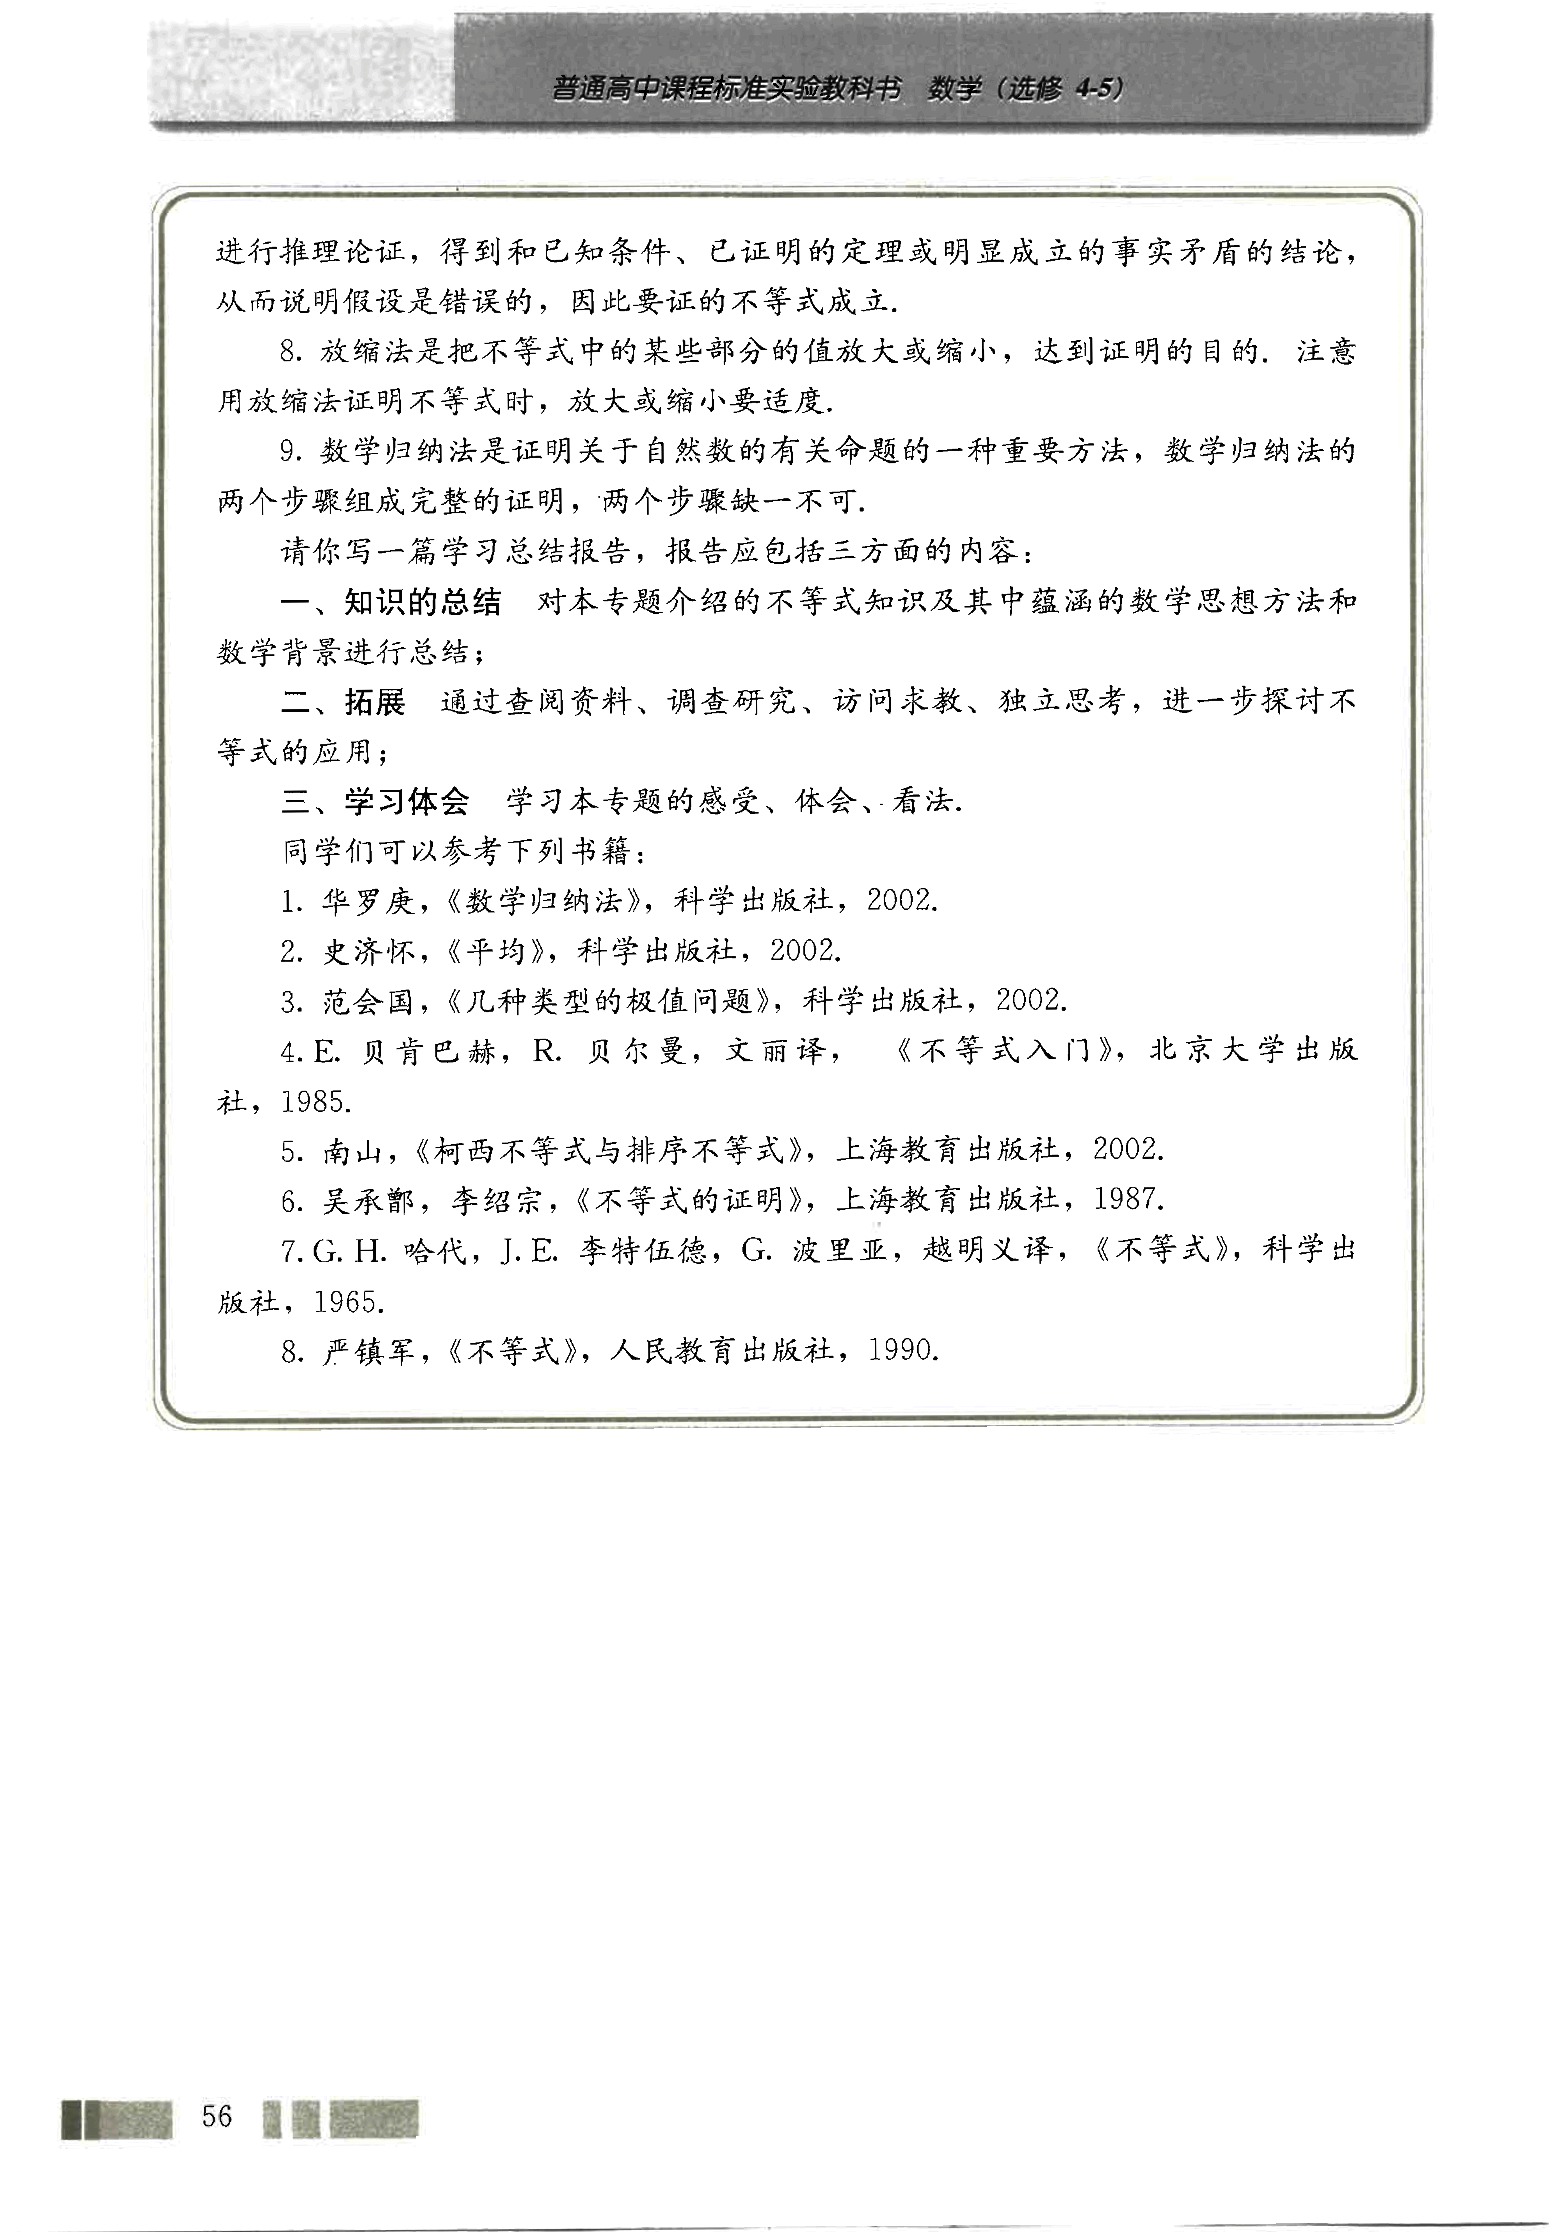 普通高中课程标准实验教科书 数学（选修 4-5）
进行推理论证，得到和已知条件、已证明的定理或明显成立的事实矛盾的结论，
从而说明假设是错误的，因此要证的不等式成立.
8. 放缩法是把不等式中的某些部分的值放大或缩小，达到证明的目的. 注意
用放缩法证明不等式时，放大或缩小要适度.
9. 数学归纳法是证明关于自然数的有关命题的一种重要方法，数学归纳法的
两个步骤组成完整的证明，两个步骤缺一不可.
请你写一篇学习总结报告，报告应包括三方面的内容：
一、知识的总结 对本专题介绍的不等式知识及其中蕴涵的数学思想方法和
数学背景进行总结；
二、拓展 通过查阅资料、调查研究、访问求教、独立思考，进一步探讨不
等式的应用；
三、学习体会 学习本专题的感受、体会、看法.
同学们可以参考下列书籍：
1. 华罗庚，《数学归纳法》，科学出版社，2002.
2. 史济怀，《平均》，科学出版社，2002.
3. 范会国，《几种类型的极值问题》，科学出版社，2002.
4. E. 贝肯巴赫，R. 贝尔曼，文丽译， 《不等式入门》，北京大学出版
社，1985.
5. 南山，《柯西不等式与排序不等式》，上海教育出版社，2002.
6. 吴承鄫，李绍宗，《不等式的证明》，上海教育出版社，1987.
7. G. H. 哈代，J. E. 李特伍德，G. 波里亚，越明义译，《不等式》，科学出
版社，1965.
8. 严镇军，《不等式》，人民教育出版社，1990.
56